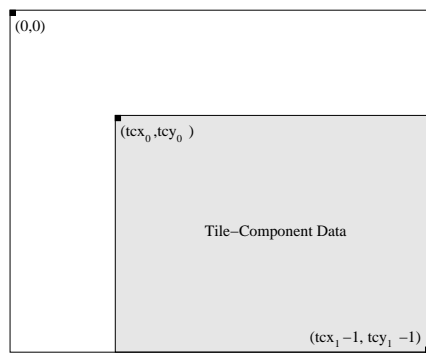 (0,0)
(tcx₀,tcy₀ )
Tile−Component Data
(tcx₁−1, tcy₁ −1)